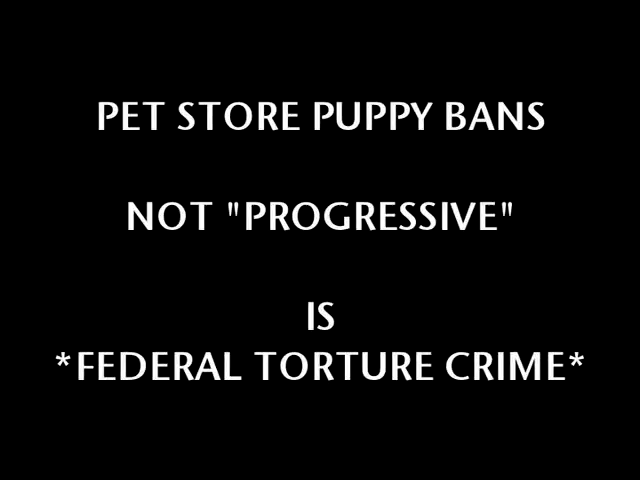 PET STORE PUPPY BANS
NOT "PROGRESSIVE"
IS
*FEDERAL TORTURE CRIME*